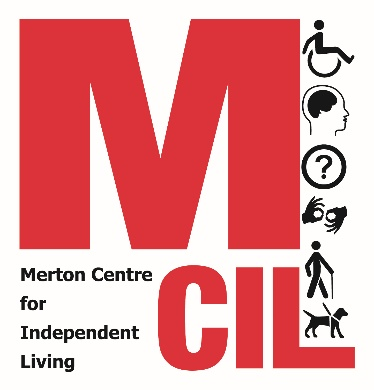 M
?
Merton Centre
for
Independent
Living
CIL